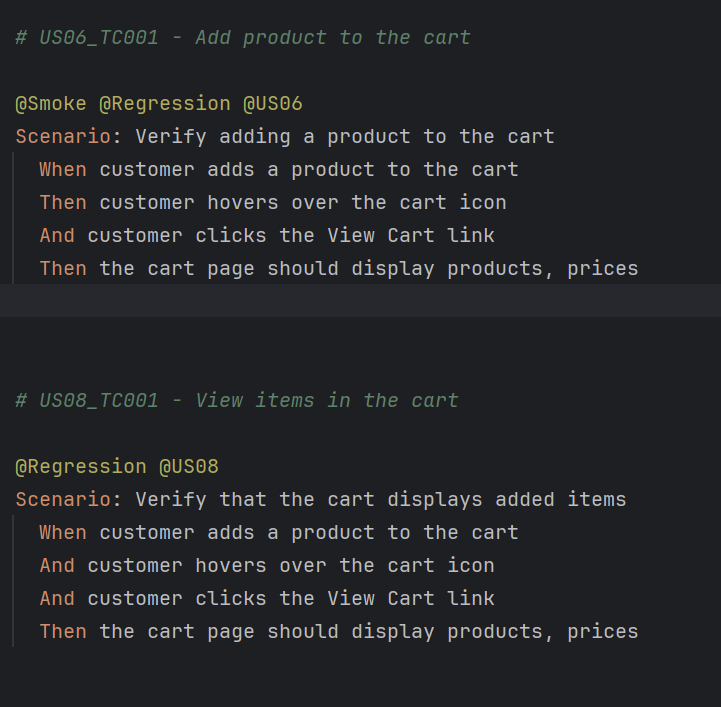 # US06_TC001 - Add product to the cart
@Smoke @Regression @US06
Scenario: Verify adding a product to the cart
When customer adds a product to the cart
Then customer hovers over the cart icon
And customer clicks the View Cart link
Then the cart page should display products, prices
# US08_TC001 - View items in the cart
@Regression @US08
Scenario: Verify that the cart displays added items
When customer adds a product to the cart
And customer hovers over the cart icon
And customer clicks the View Cart link
Then the cart page should display products, prices